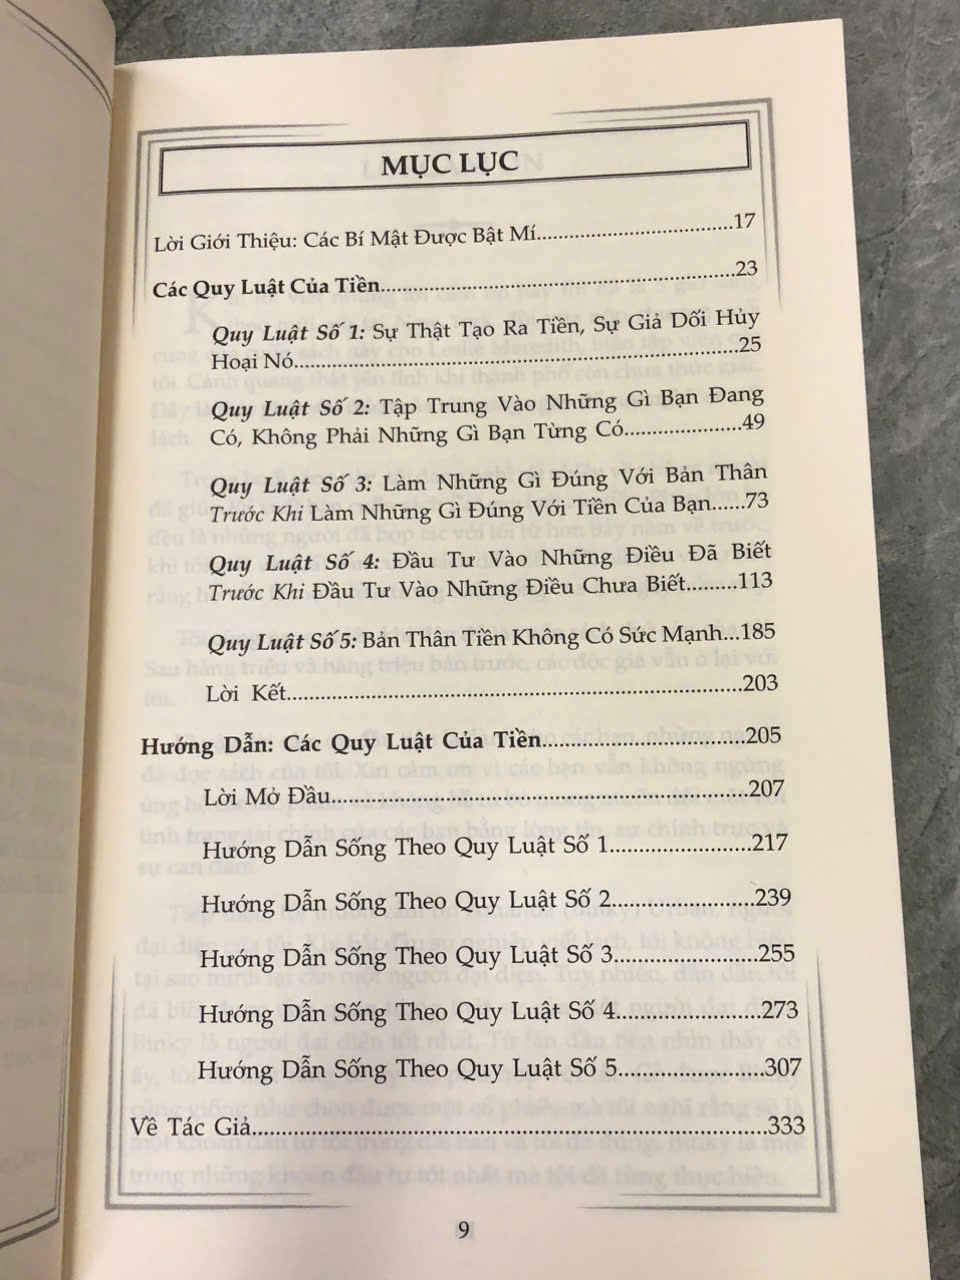 MỤC LỤC
Lời Giới Thiệu: Các Bí Mật Được Bật Mí.................................17
Các Quy Luật Của Tiền............................................................23
Quy Luật Số 1: Sự Thật Tạo Ra Tiền, Sự Giả Dối Hủy
Hoại Nó.....................................................................25
Quy Luật Số 2: Tập Trung Vào Những Gì Bạn Đang
Có, Không Phải Những Gì Bạn Từng Có....................49
Quy Luật Số 3: Làm Những Gì Đúng Với Bản Thân
Trước Khi Làm Những Gì Đúng Với Tiền Của Bạn......73
Quy Luật Số 4: Đầu Tư Vào Những Điều Đã Biết
Trước Khi Đầu Tư Vào Những Điều Chưa Biết.........113
Quy Luật Số 5: Bản Thân Tiền Không Có Sức Mạnh...185
Lời Kết......................................................................203
Hướng Dẫn: Các Quy Luật Của Tiền..................................205
Lời Mở Đầu..............................................................207
Hướng Dẫn Sống Theo Quy Luật Số 1.......................217
Hướng Dẫn Sống Theo Quy Luật Số 2.......................239
Hướng Dẫn Sống Theo Quy Luật Số 3.......................255
Hướng Dẫn Sống Theo Quy Luật Số 4.......................273
Hướng Dẫn Sống Theo Quy Luật Số 5.......................307
Về Tác Giả..............................................................................333
9